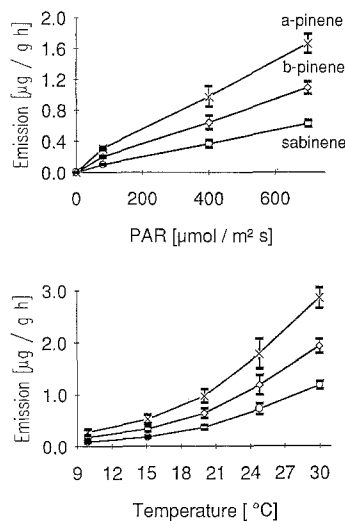 2.0
a-pinene
1.6
b-pinene
1.2
0.8
0.4
sabinene
0.0
Emission [µg / g h]
0 200 400 600
PAR [µmol / m² s]
3.0
2.0
1.0
0.0
Emission [µg / g h]
9 12 15 18 21 24 27 30
Temperature [ °C]